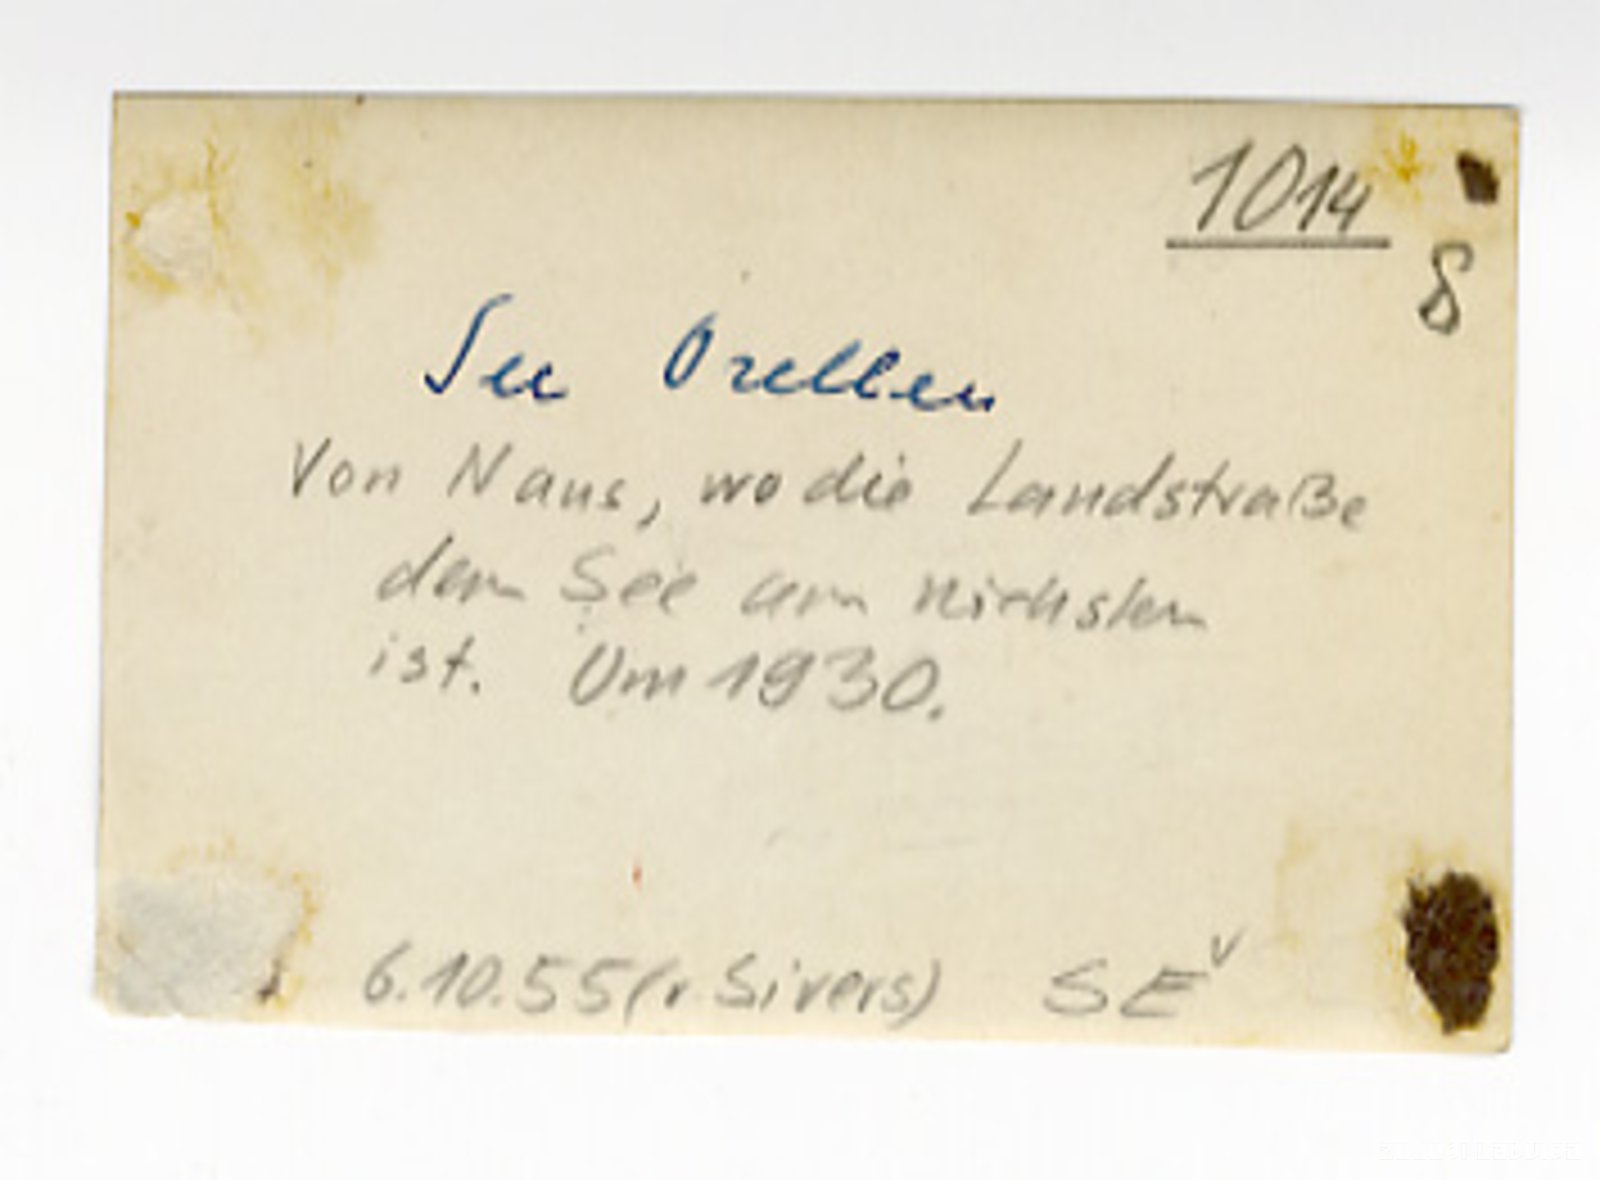 1014
8
See Orellen
Von Naus, wo die Landstraße
dem See am nächsten
ist. Um 1930.
6.10.55 (v. Sivers) SE